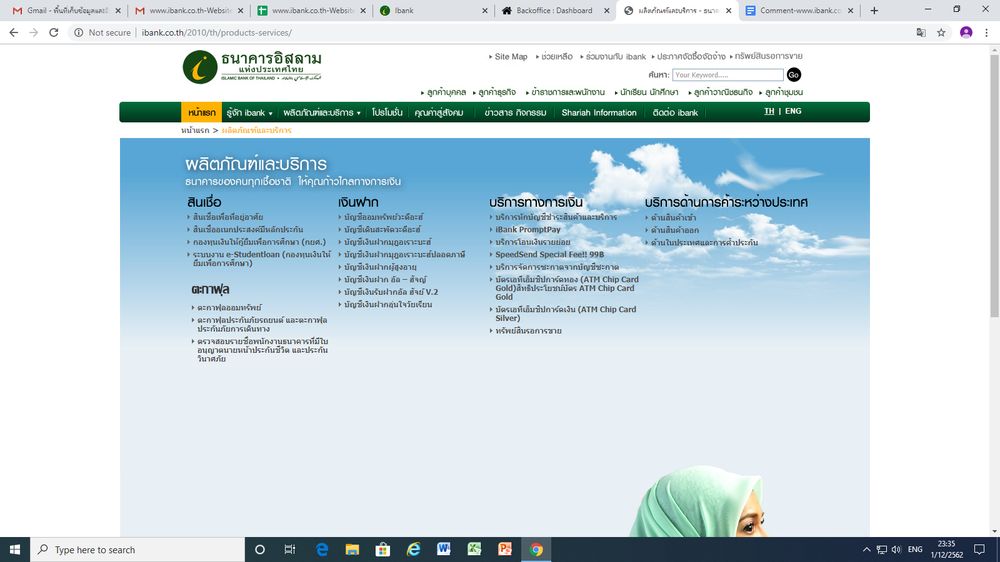 Gmail - พื้นที่เก็บข้อมูลและอี
www.ibank.co.th-Website
www.ibank.co.th-Website
Ibank
Backoffice : Dashboard
ผลิตภัณฑ์และบริการ - ธนาค
Comment-www.ibank.co
Not secure
ibank.co.th/2010/th/products-services/
ธนาคารอิสลาม
แห่งประเทศไทย
ISLAMIC BANK OF THAILAND
Site Map
ช่วยเหลือ
ร่วมงานกับ ibank
ประกาศจัดซื้อจัดจ้าง
ทรัพย์สินรอการขาย
ค้นหา:
Your Keyword.....
Go
ลูกค้าบุคคล
ลูกค้าธุรกิจ
ข้าราชการและพนักงาน
นักเรียน นักศึกษา
ลูกค้าวาณิชธนกิจ
ลูกค้าชุมชน
หน้าแรก
รู้จัก ibank
ผลิตภัณฑ์และบริการ
โปรโมชั่น
คุณค่าสู่สังคม
ข่าวสาร กิจกรรม
Shariah Information
ติดต่อ ibank
TH | ENG
หน้าแรก > ผลิตภัณฑ์และบริการ
ผลิตภัณฑ์และบริการ
ธนาคารของคนทุกเชื้อชาติ ให้คุณก้าวไกลทางการเงิน
สินเชื่อ
สินเชื่อเพื่อที่อยู่อาศัย
สินเชื่ออเนกประสงค์มีหลักประกัน
กองทุนเงินให้กู้ยืมเพื่อการศึกษา (กยศ.)
ระบบงาน e-Studentloan (กองทุนเงินให้
ยืมเพื่อการศึกษา)
ตะกาฟุล
ตะกาฟุลออมทรัพย์
ตะกาฟุลประกันภัยรถยนต์ และตะกาฟุล
ประกันภัยการเดินทาง
ตรวจสอบรายชื่อพนักงานธนาคารที่มีใบ
อนุญาตนายหน้าประกันชีวิต และประกัน
วินาศภัย
เงินฝาก
บัญชีออมทรัพย์วะดีอะฮ์
บัญชีเดินสะพัดวะดีอะฮ์
บัญชีเงินฝากมุฎอเราะบะฮ์
บัญชีเงินฝากมุฎอเราะบะฮ์ปลอดภาษี
บัญชีเงินฝากผู้สูงอายุ
บัญชีเงินฝาก อัล – ฮัจญ์
บัญชีเงินรับฝากอัล ฮัจย์ V.2
บัญชีเงินฝากอุ่นใจวัยเรียน
บริการทางการเงิน
บริการหักบัญชีชำระสินค้าและบริการ
iBank PromptPay
บริการโอนเงินรายย่อย
SpeedSend Special Fee!! 99฿
บริการจัดการซะกาตจากบัญชีซะกาต
บัตรเอทีเอ็มชิปการ์ดทอง (ATM Chip Card
Gold)สิทธิประโยชน์บัตร ATM Chip Card
Gold
บัตรเอทีเอ็มชิปการ์ดเงิน (ATM Chip Card
Silver)
ทรัพย์สินรอการขาย
บริการด้านการค้าระหว่างประเทศ
ด้านสินค้าเข้า
ด้านสินค้าออก
ด้านในประเทศและการค้ำประกัน
Type here to search
ENG
23:35
1/12/2562